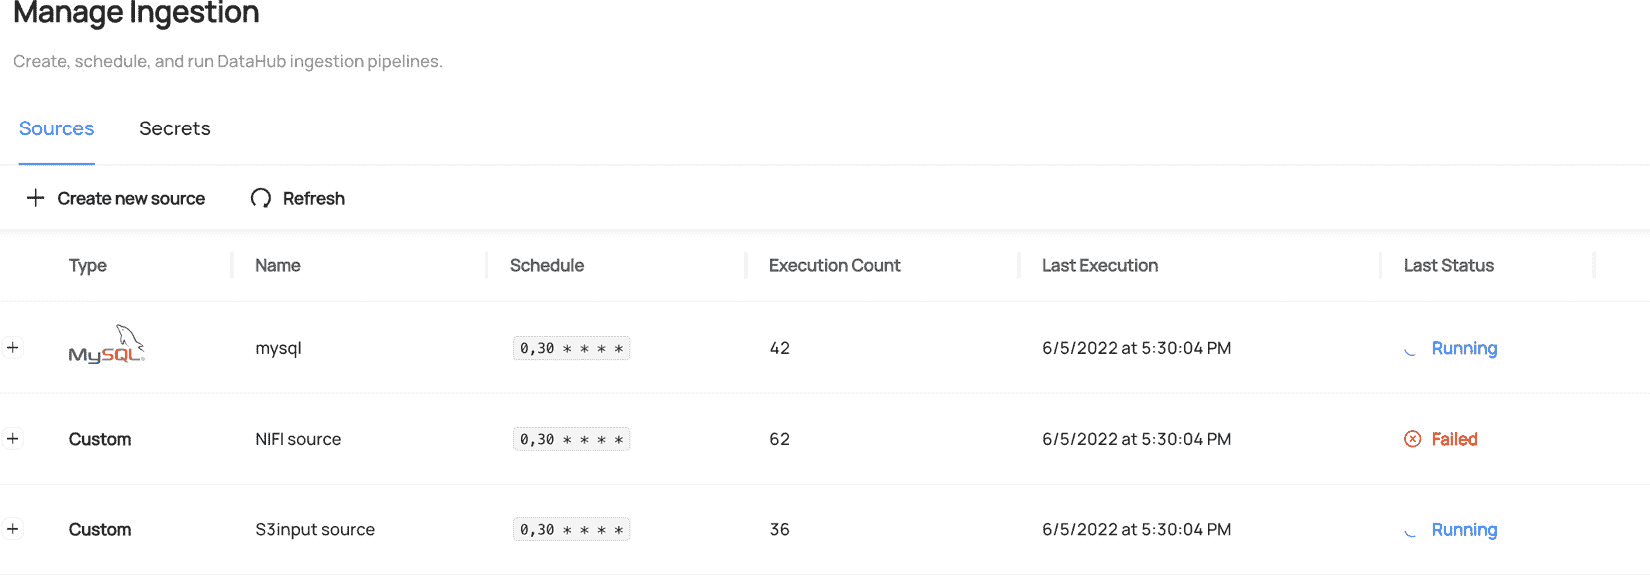 Manage Ingestion
Create, schedule, and run DataHub ingestion pipelines.
Sources Secrets
Create new source Refresh
Type Name Schedule Execution Count Last Execution Last Status
MySQL mysql 0,30 * * * * 42 6/5/2022 at 5:30:04 PM Running
Custom NIFI source 0,30 * * * * 62 6/5/2022 at 5:30:04 PM Failed
Custom S3input source 0,30 * * * * 36 6/5/2022 at 5:30:04 PM Running